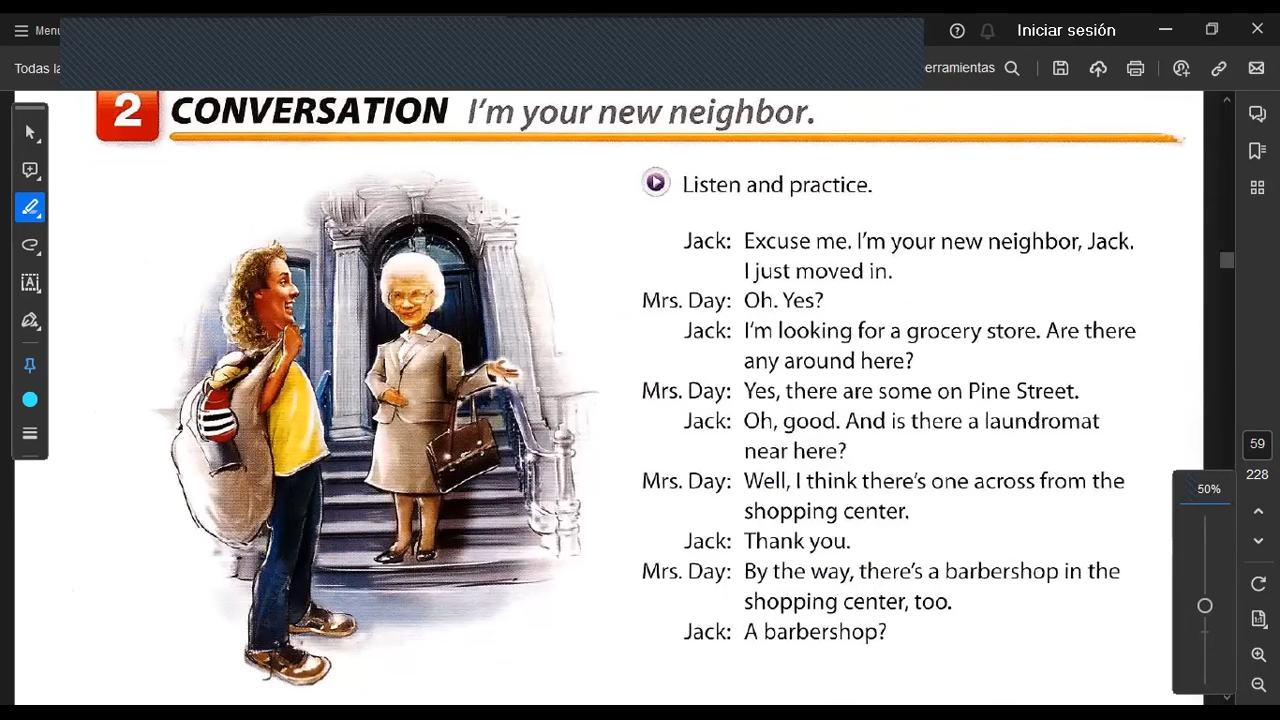 Menu
Iniciar sesión
Todas la
erramientas
2 CONVERSATION I'm your new neighbor.
Listen and practice.
Jack: Excuse me. I'm your new neighbor, Jack.
I just moved in.
Mrs. Day: Oh. Yes?
Jack: I'm looking for a grocery store. Are there
any around here?
Mrs. Day: Yes, there are some on Pine Street.
Jack: Oh, good. And is there a laundromat
near here?
Mrs. Day: Well, I think there's one across from the
shopping center.
Jack: Thank you.
Mrs. Day: By the way, there's a barbershop in the
shopping center, too.
Jack: A barbershop?
59
228
50%